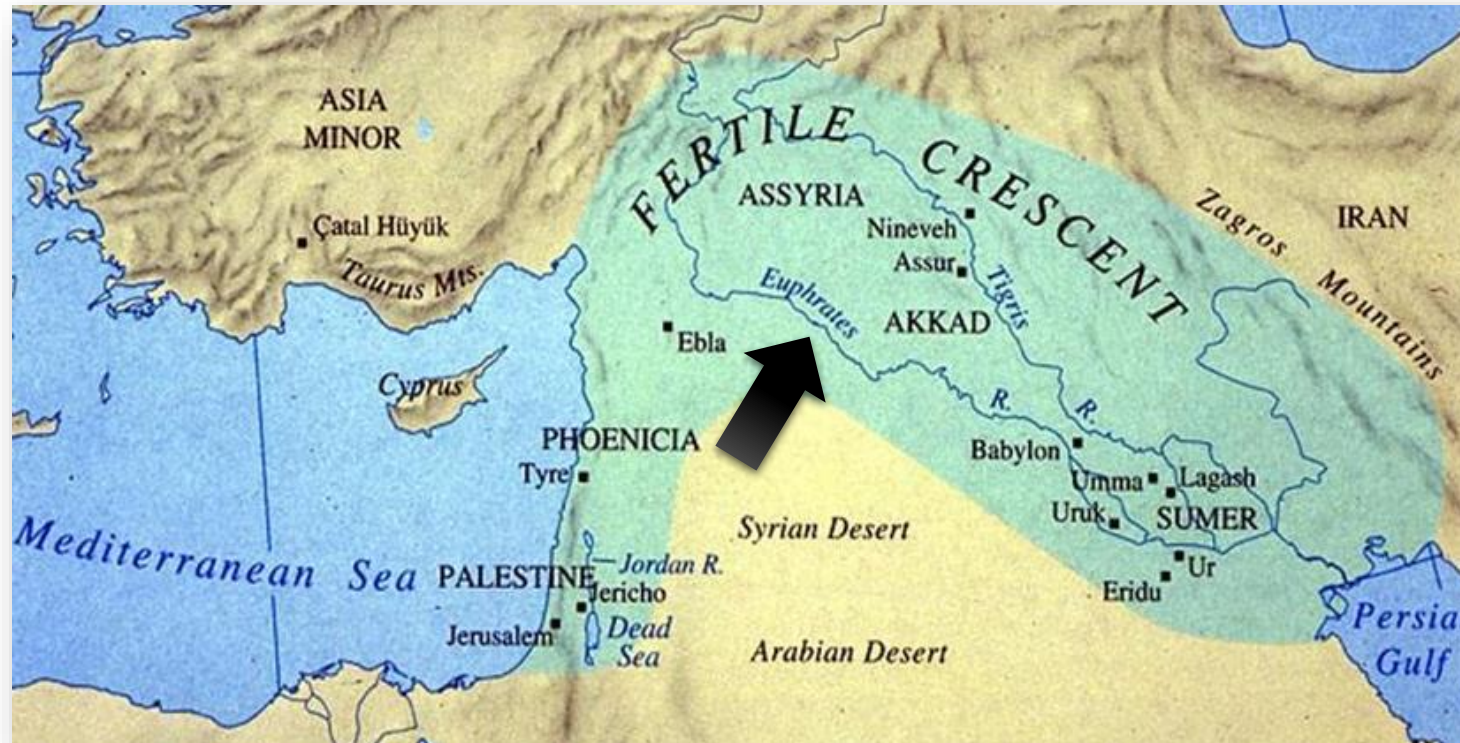 ASIA
MINOR
FERTILE CRESCENT
ASSYRIA
Zagros Mountains
IRAN
Nineveh
Çatal Hüyük
Assur
Taurus Mts.
Euphrates R.
Tigris R.
AKKAD
Ebla
Cyprus
PHOENICIA
Babylon
Tyre
Umma
Lagash
Uruk
SUMER
Syrian Desert
Mediterranean Sea
Jordan R.
PALESTINE
Ur
Jericho
Eridu
Jerusalem
Dead
Sea
Persia
Gulf
Arabian Desert